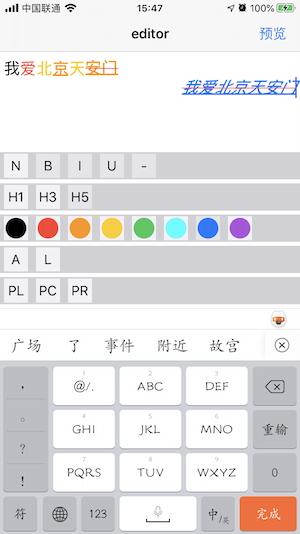 中国联通 15:47 100%
editor 预览
我爱北京天安门
我爱北京天安门
N B I U -
H1 H3 H5
A L
PL PC PR
广场 了 事件 附近 故宫
， 1 @/. 2 ABC 3 DEF
。 4 GHI 5 JKL 6 MNO 重输
? 7 PQRS 8 TUV 9 WXYZ 0
!
符 123 中/英 完成